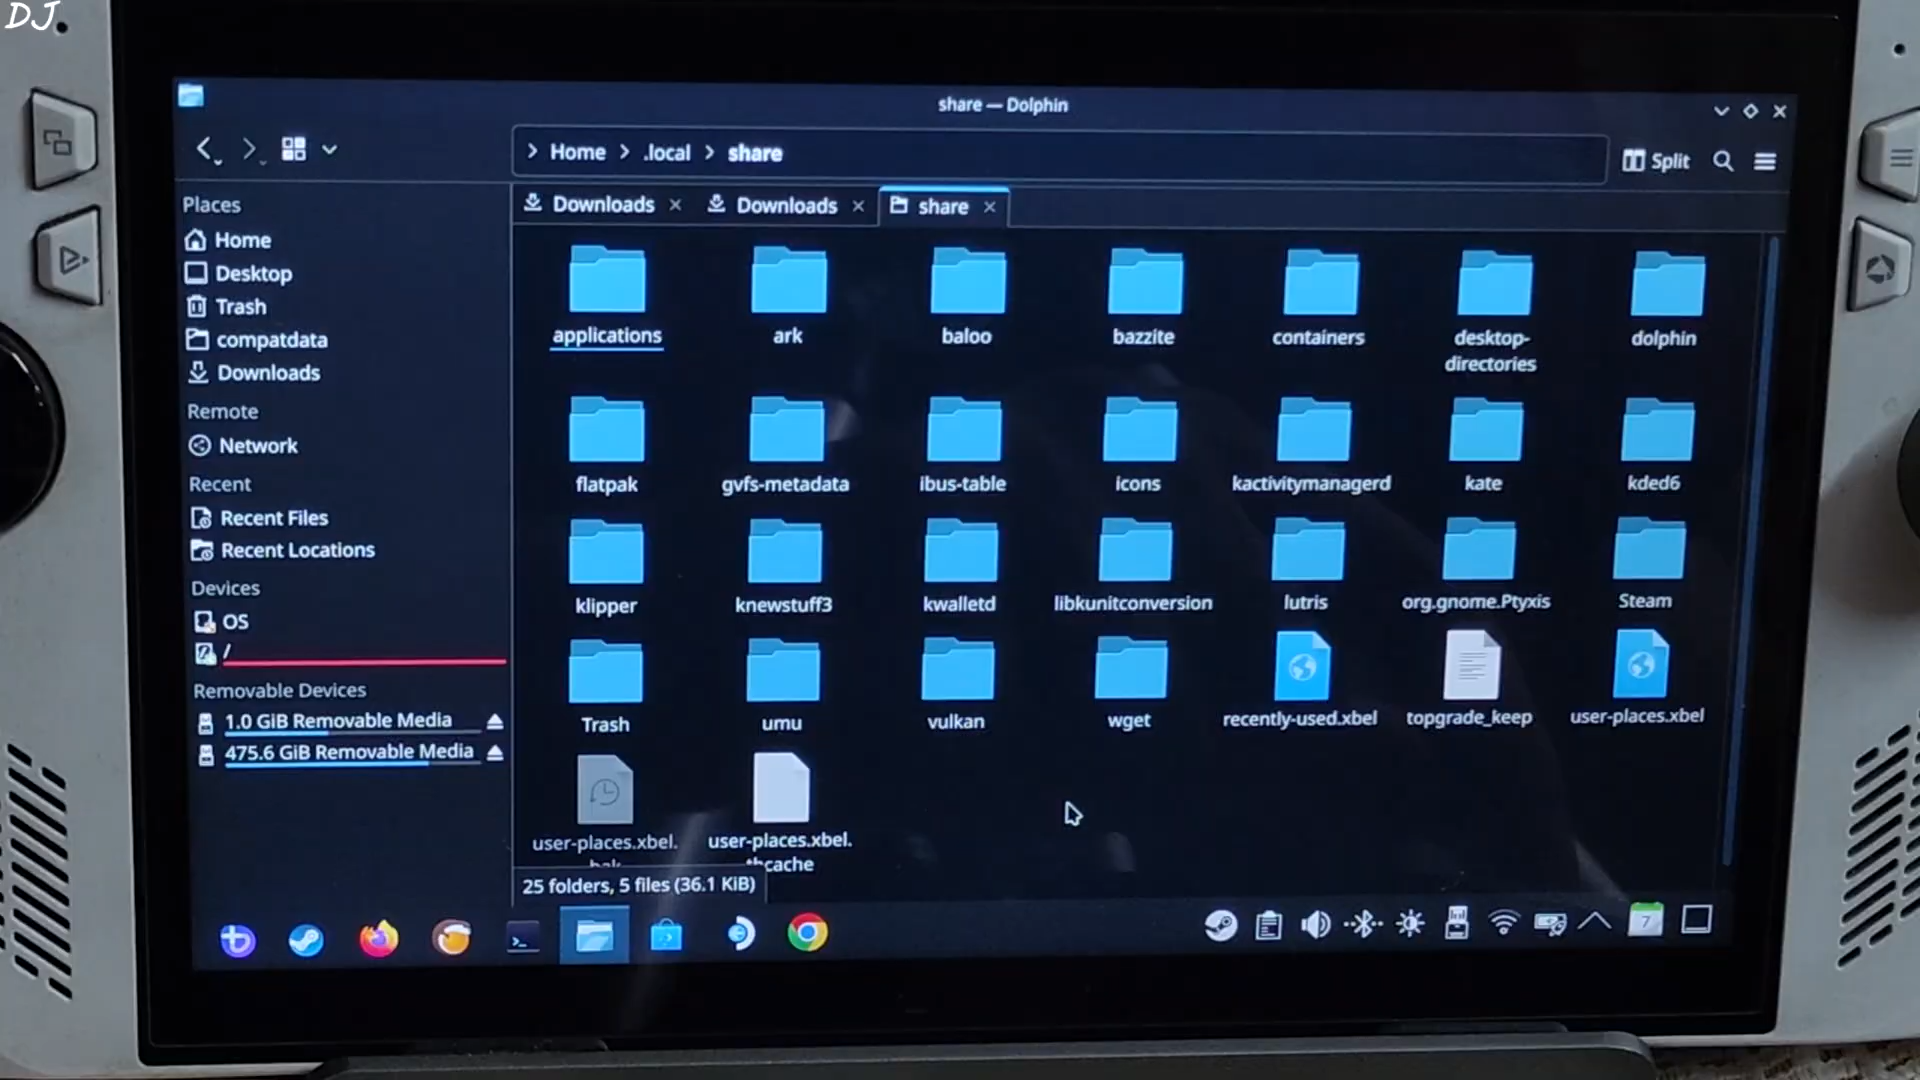 DJ
share — Dolphin
Home
.local
share
Split
Downloads
Downloads
share
Places
Home
Desktop
Trash
compatdata
Downloads
Remote
Network
Recent
Recent Files
Recent Locations
Devices
OS
/
Removable Devices
1.0 GiB Removable Media
475.6 GiB Removable Media
applications
ark
baloo
bazzite
containers
desktop-
directories
dolphin
flatpak
gvfs-metadata
ibus-table
icons
kactivitymanagerd
kate
kded6
klipper
knewstuff3
kwalletd
libkunitconversion
lutris
org.gnome.Ptyxis
Steam
Trash
umu
vulkan
wget
recently-used.xbel
topgrade_keep
user-places.xbel
user-places.xbel.
bak
user-places.xbel.
tbcache
25 folders, 5 files (36.1 KiB)
7